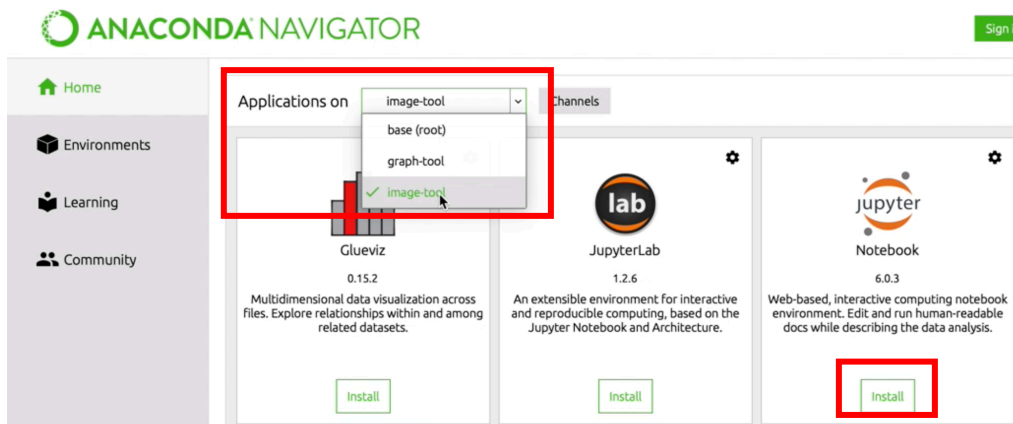 ANACONDA NAVIGATOR
Sign
Home
Environments
Learning
Community
Applications on
image-tool
Channels
base (root)
graph-tool
image-tool
Glueviz
0.15.2
Multidimensional data visualization across
files. Explore relationships within and among
related datasets.
Install
lab
JupyterLab
1.2.6
An extensible environment for interactive
and reproducible computing, based on the
Jupyter Notebook and Architecture.
Install
jupyter
Notebook
6.0.3
Web-based, interactive computing notebook
environment. Edit and run human-readable
docs while describing the data analysis.
Install